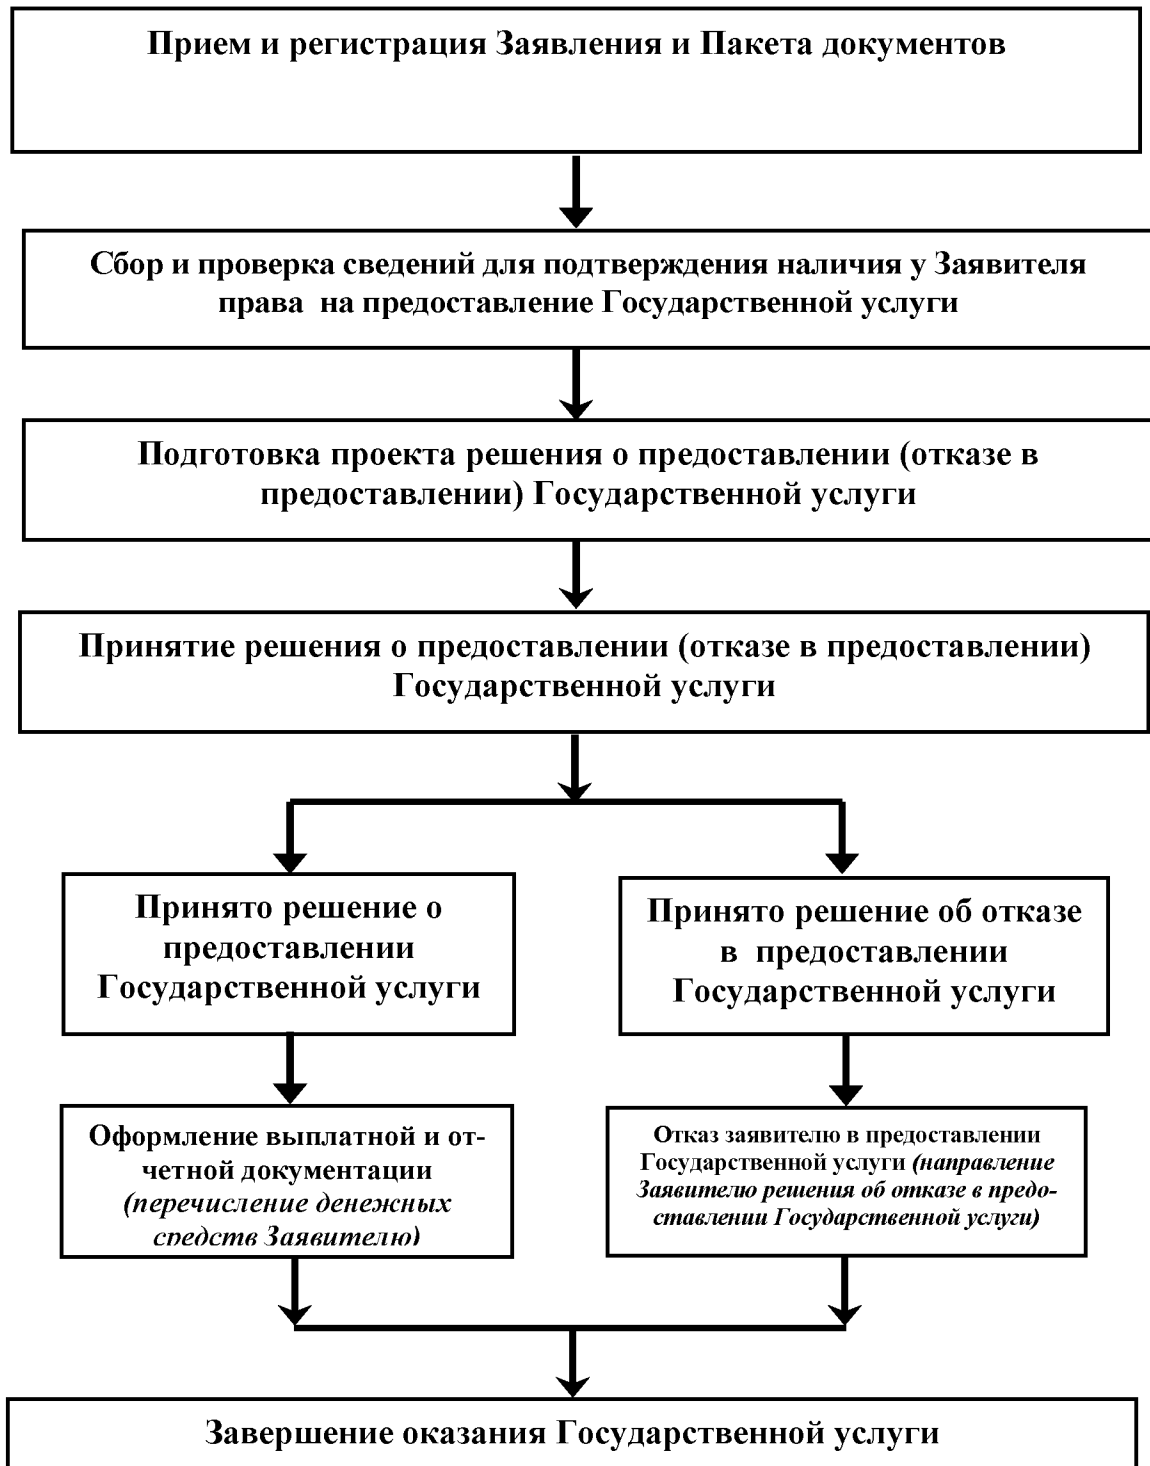 Прием и регистрация Заявления и Пакета документов
Сбор и проверка сведений для подтверждения наличия у Заявителя
права на предоставление Государственной услуги
Подготовка проекта решения о предоставлении (отказе в
предоставлении) Государственной услуги
Принятие решения о предоставлении (отказе в предоставлении)
Государственной услуги
Принято решение о
предоставлении
Государственной услуги
Принято решение об отказе
в предоставлении
Государственной услуги
Оформление выплатной и от-
четной документации
(перечисление денежных
средств Заявителю)
Отказ заявителю в предоставлении
Государственной услуги (направление
Заявителю решения об отказе в предо-
ставлении Государственной услуги)
Завершение оказания Государственной услуги